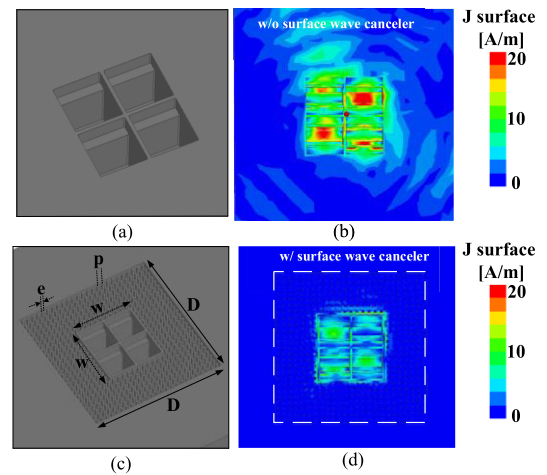 w/o surface wave canceler
J surface
[A/m]
20
10
0
(a)
(b)
p
e
w
D
w
D
w/ surface wave canceler
J surface
[A/m]
20
10
0
(c)
(d)